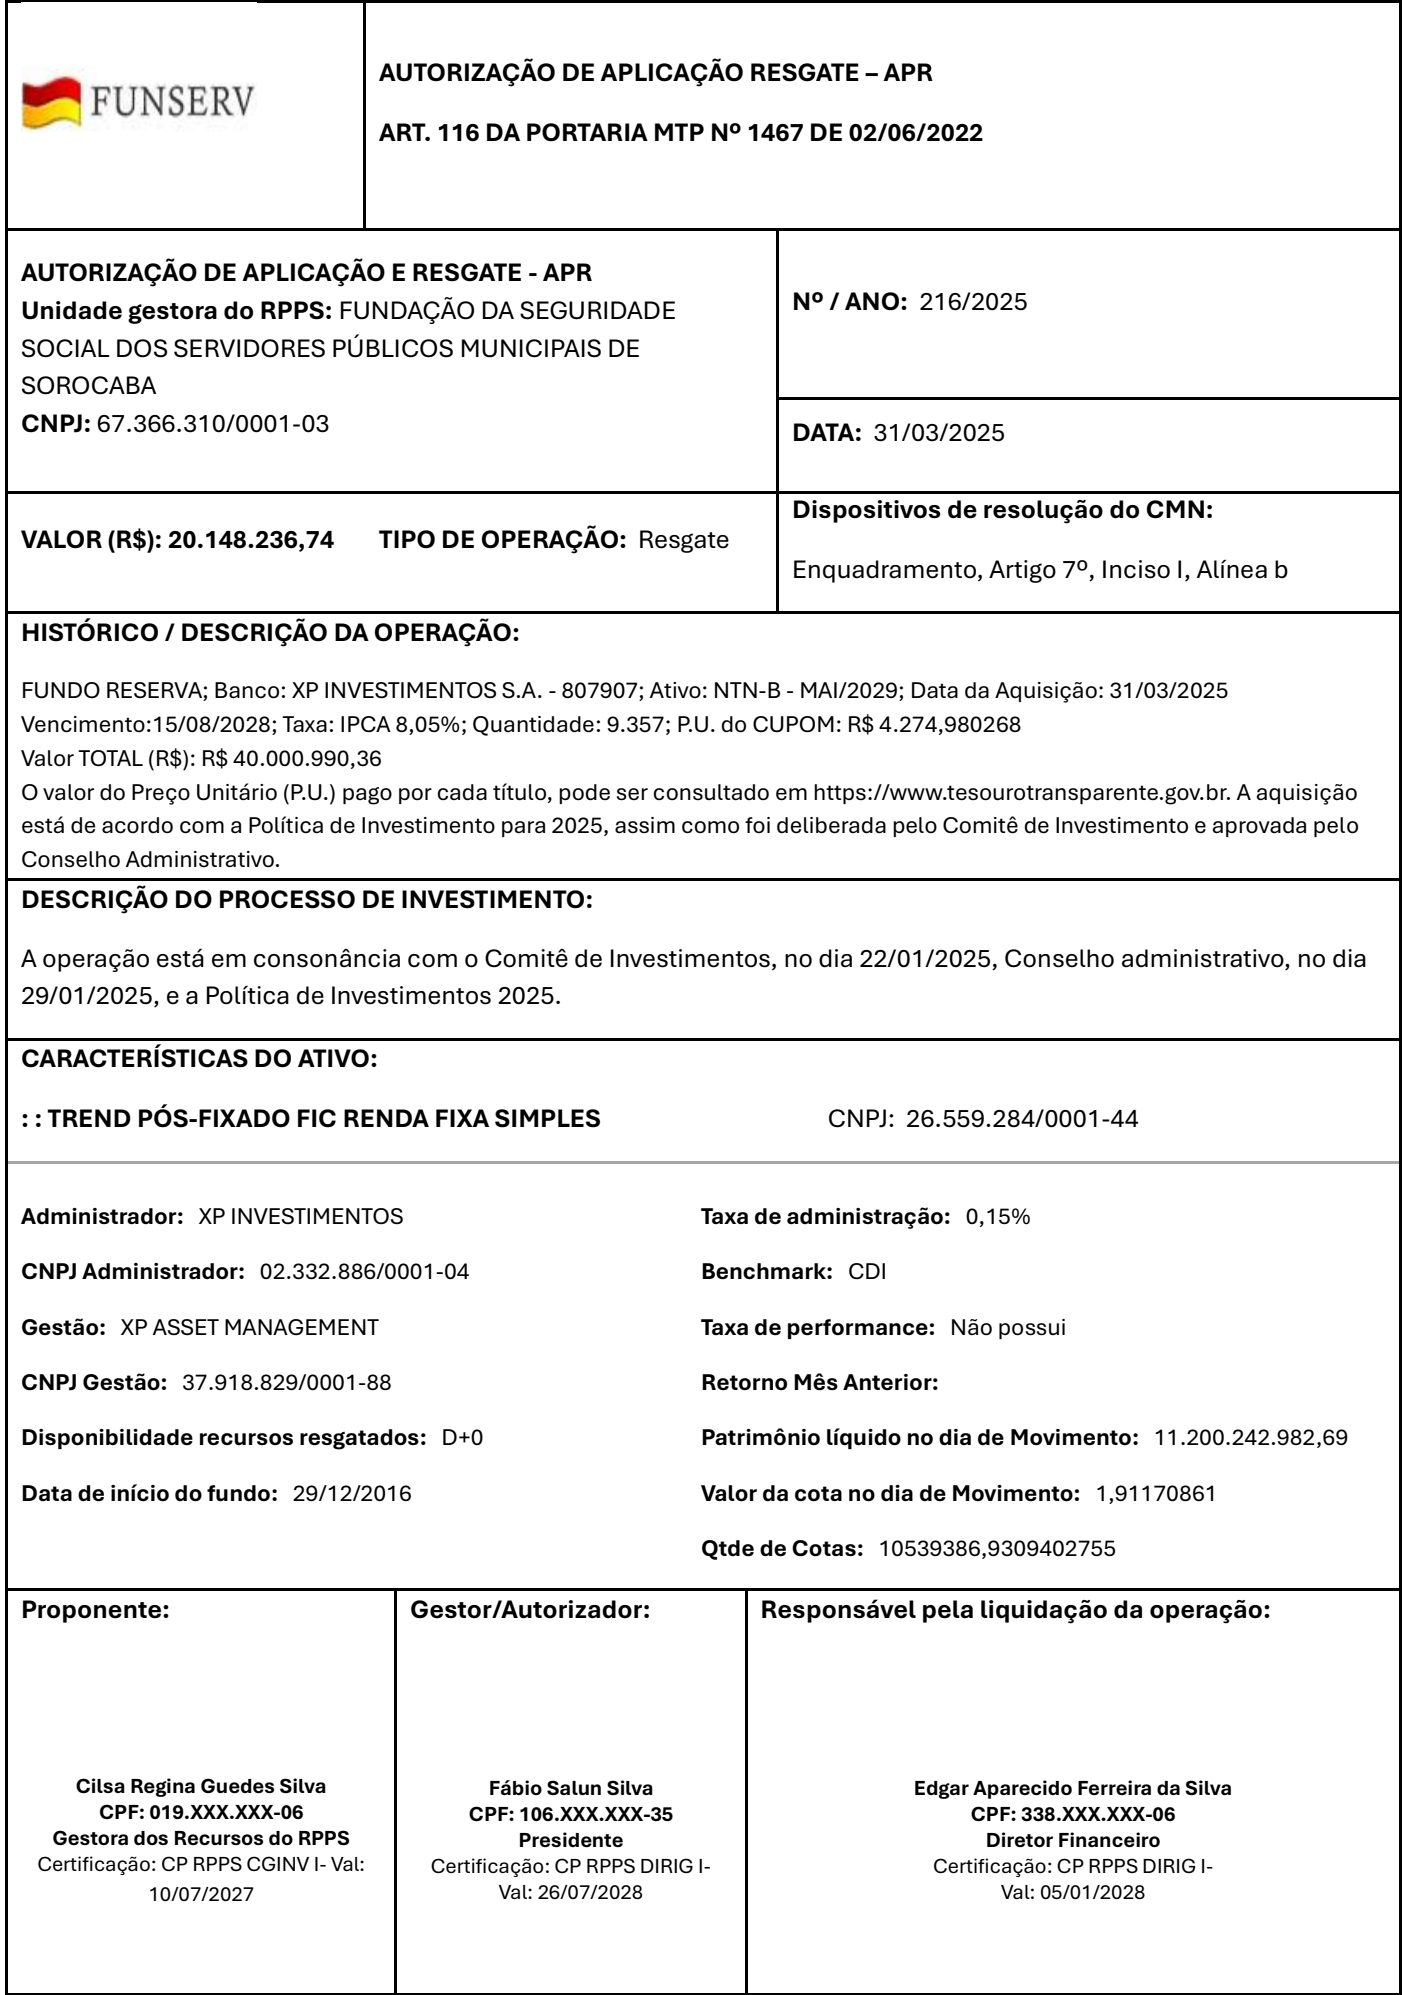 FUNSERV
AUTORIZAÇÃO DE APLICAÇÃO RESGATE – APR
ART. 116 DA PORTARIA MTP Nº 1467 DE 02/06/2022
AUTORIZAÇÃO DE APLICAÇÃO E RESGATE - APR
Unidade gestora do RPPS: FUNDAÇÃO DA SEGURIDADE
SOCIAL DOS SERVIDORES PÚBLICOS MUNICIPAIS DE
SOROCABA
CNPJ: 67.366.310/0001-03
Nº / ANO: 216/2025
DATA: 31/03/2025
VALOR (R$): 20.148.236,74 TIPO DE OPERAÇÃO: Resgate
Dispositivos de resolução do CMN:
Enquadramento, Artigo 7º, Inciso I, Alínea b
HISTÓRICO / DESCRIÇÃO DA OPERAÇÃO:
FUNDO RESERVA; Banco: XP INVESTIMENTOS S.A. - 807907; Ativo: NTN-B - MAI/2029; Data da Aquisição: 31/03/2025
Vencimento:15/08/2028; Taxa: IPCA 8,05%; Quantidade: 9.357; P.U. do CUPOM: R$ 4.274,980268
Valor TOTAL (R$): R$ 40.000.990,36
O valor do Preço Unitário (P.U.) pago por cada título, pode ser consultado em https://www.tesourotransparente.gov.br. A aquisição
está de acordo com a Política de Investimento para 2025, assim como foi deliberada pelo Comitê de Investimento e aprovada pelo
Conselho Administrativo.
DESCRIÇÃO DO PROCESSO DE INVESTIMENTO:
A operação está em consonância com o Comitê de Investimentos, no dia 22/01/2025, Conselho administrativo, no dia
29/01/2025, e a Política de Investimentos 2025.
CARACTERÍSTICAS DO ATIVO:
: : TREND PÓS-FIXADO FIC RENDA FIXA SIMPLES CNPJ: 26.559.284/0001-44
Administrador: XP INVESTIMENTOS
CNPJ Administrador: 02.332.886/0001-04
Gestão: XP ASSET MANAGEMENT
CNPJ Gestão: 37.918.829/0001-88
Disponibilidade recursos resgatados: D+0
Data de início do fundo: 29/12/2016
Taxa de administração: 0,15%
Benchmark: CDI
Taxa de performance: Não possui
Retorno Mês Anterior:
Patrimônio líquido no dia de Movimento: 11.200.242.982,69
Valor da cota no dia de Movimento: 1,91170861
Qtde de Cotas: 10539386,9309402755
Proponente:
Cilsa Regina Guedes Silva
CPF: 019.XXX.XXX-06
Gestora dos Recursos do RPPS
Certificação: CP RPPS CGINV I- Val:
10/07/2027
Gestor/Autorizador:
Fábio Salun Silva
CPF: 106.XXX.XXX-35
Presidente
Certificação: CP RPPS DIRIG I-
Val: 26/07/2028
Responsável pela liquidação da operação:
Edgar Aparecido Ferreira da Silva
CPF: 338.XXX.XXX-06
Diretor Financeiro
Certificação: CP RPPS DIRIG I-
Val: 05/01/2028